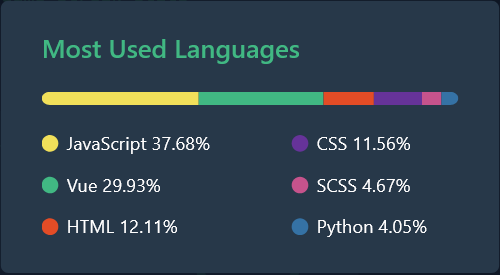 Most Used Languages
JavaScript 37.68%
Vue 29.93%
HTML 12.11%
CSS 11.56%
SCSS 4.67%
Python 4.05%